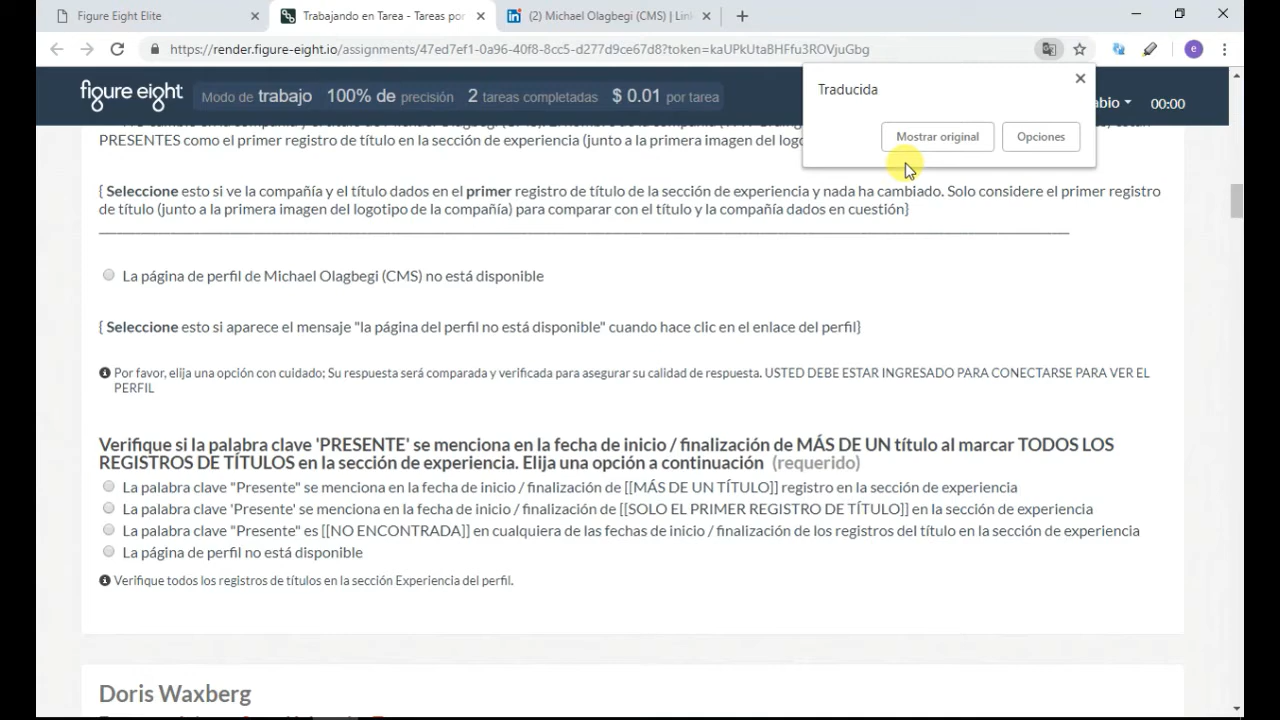 Figure Eight Elite
Trabajando en Tarea - Tareas por
(2) Michael Olagbegi (CMS) | Link
https://render.figure-eight.io/assignments/47ed7ef1-0a96-40f8-8cc5-d277d9ce67d8?token=kaUPkUtaBHFfu3ROVjuGbg
e
Traducida
Mostrar original
Opciones
figure eight
Modo de trabajo 100% de precisión 2 tareas completadas $ 0.01 por tarea
abio
00:00
PRESENTES como el primer registro de título en la sección de experiencia (junto a la primera imagen del logo
{ Seleccione esto si ve la compañía y el título dados en el primer registro de título de la sección de experiencia y nada ha cambiado. Solo considere el primer registro
de título (junto a la primera imagen del logotipo de la compañía) para comparar con el título y la compañía dados en cuestión}
La página de perfil de Michael Olagbegi (CMS) no está disponible
{ Seleccione esto si aparece el mensaje "la página del perfil no está disponible" cuando hace clic en el enlace del perfil}
Por favor, elija una opción con cuidado; Su respuesta será comparada y verificada para asegurar su calidad de respuesta. USTED DEBE ESTAR INGRESADO PARA CONECTARSE PARA VER EL
PERFIL
Verifique si la palabra clave 'PRESENTE' se menciona en la fecha de inicio / finalización de MÁS DE UN título al marcar TODOS LOS
REGISTROS DE TÍTULOS en la sección de experiencia. Elija una opción a continuación (requerido)
La palabra clave "Presente" se menciona en la fecha de inicio / finalización de [[MÁS DE UN TÍTULO]] registro en la sección de experiencia
La palabra clave 'Presente' se menciona en la fecha de inicio / finalización de [[SOLO EL PRIMER REGISTRO DE TÍTULO]] en la sección de experiencia
La palabra clave "Presente" es [[NO ENCONTRADA]] en cualquiera de las fechas de inicio / finalización de los registros del título en la sección de experiencia
La página de perfil no está disponible
Verifique todos los registros de títulos en la sección Experiencia del perfil.
Doris Waxberg